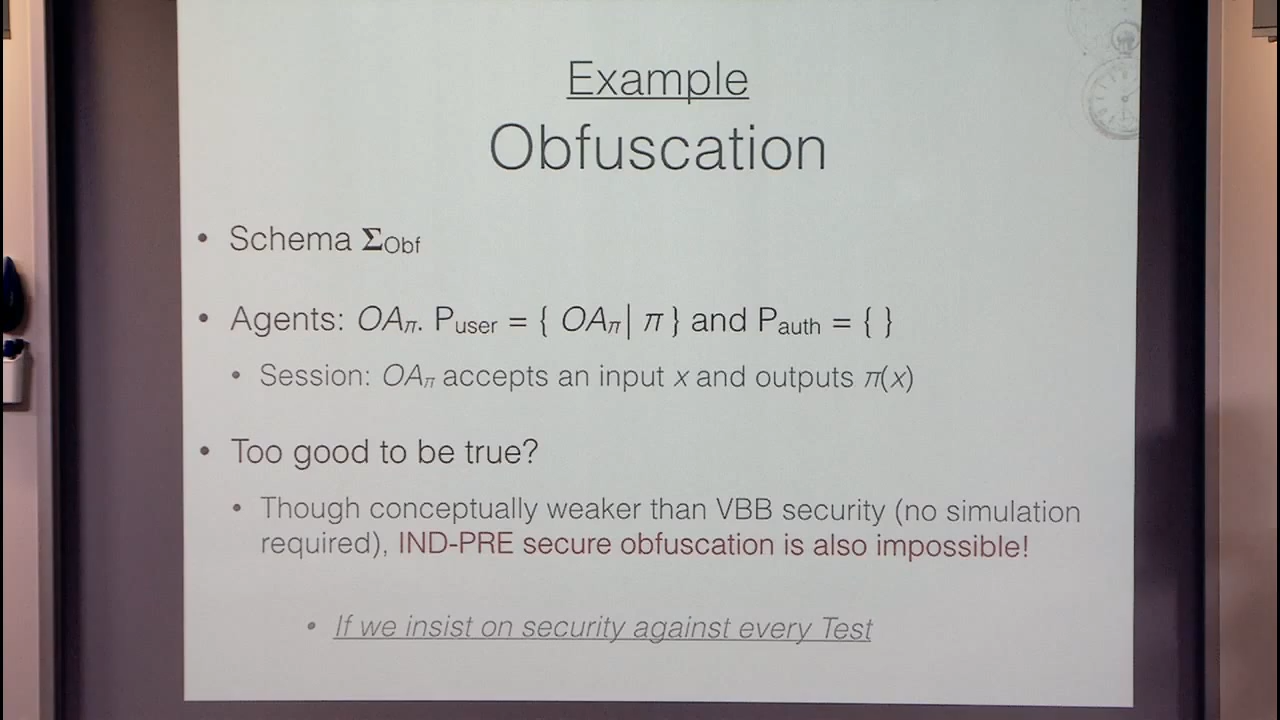 Example
Obfuscation
• Schema ΣObf
• Agents: OAπ. Puser = { OAπ | π } and Pauth = { }
• Session: OAπ accepts an input x and outputs π(x)
• Too good to be true?
• Though conceptually weaker than VBB security (no simulation
required), IND-PRE secure obfuscation is also impossible!
• If we insist on security against every Test